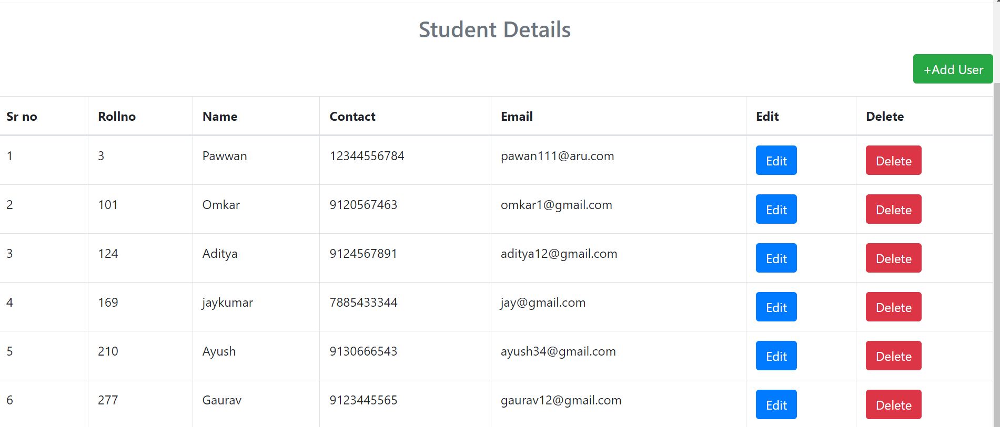 Student Details
+Add User
Sr no Rollno Name Contact Email Edit Delete
1 3 Pawwan 12344556784 pawan111@aru.com Edit Delete
2 101 Omkar 9120567463 omkar1@gmail.com Edit Delete
3 124 Aditya 9124567891 aditya12@gmail.com Edit Delete
4 169 jaykumar 7885433344 jay@gmail.com Edit Delete
5 210 Ayush 9130666543 ayush34@gmail.com Edit Delete
6 277 Gaurav 9123445565 gaurav12@gmail.com Edit Delete